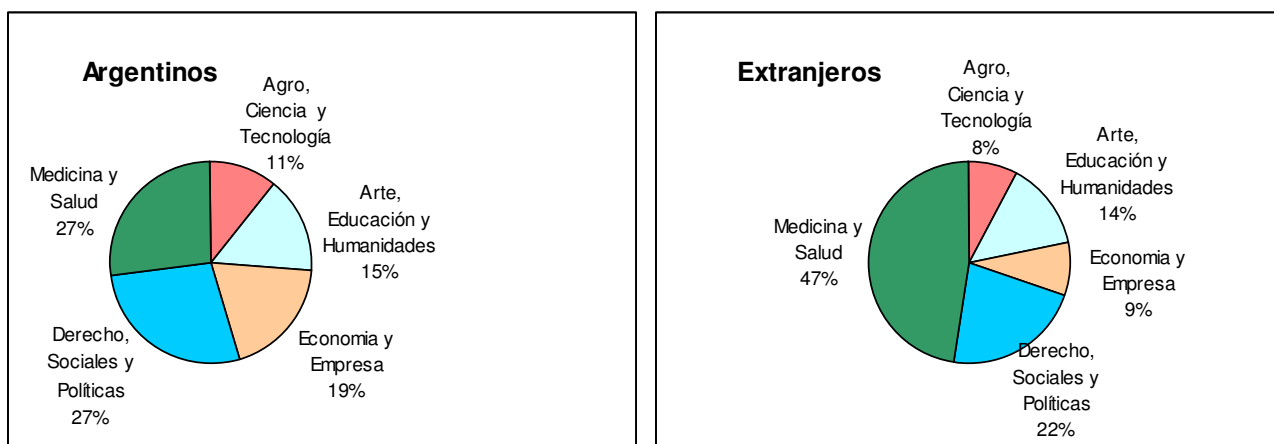 Argentinos
Agro,
Ciencia y
Tecnología
11%
Arte,
Educación y
Humanidades
15%
Economia y
Empresa
19%
Derecho,
Sociales y
Políticas
27%
Medicina y
Salud
27%
Extranjeros
Agro,
Ciencia y
Tecnología
8%
Arte,
Educación y
Humanidades
14%
Economia y
Empresa
9%
Derecho,
Sociales y
Políticas
22%
Medicina y
Salud
47%